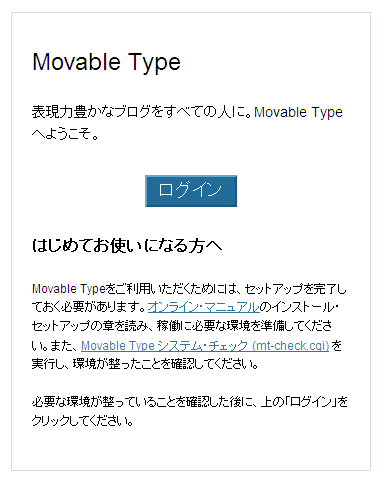 Movable Type
表現力豊かなブログをすべての人に。Movable Type
へようこそ。
ログイン
はじめてお使いになる方へ
Movable Typeをご利用いただくためには、セットアップを完了し
ておく必要があります。オンライン・マニュアルのインストール・
セットアップの章を読み、稼働に必要な環境を準備してくださ
い。また、Movable Type システム・チェック (mt-check.cgi)を
実行し、環境が整ったことを確認してください。
必要な環境が整っていることを確認した後に、上の「ログイン」を
クリックしてください。